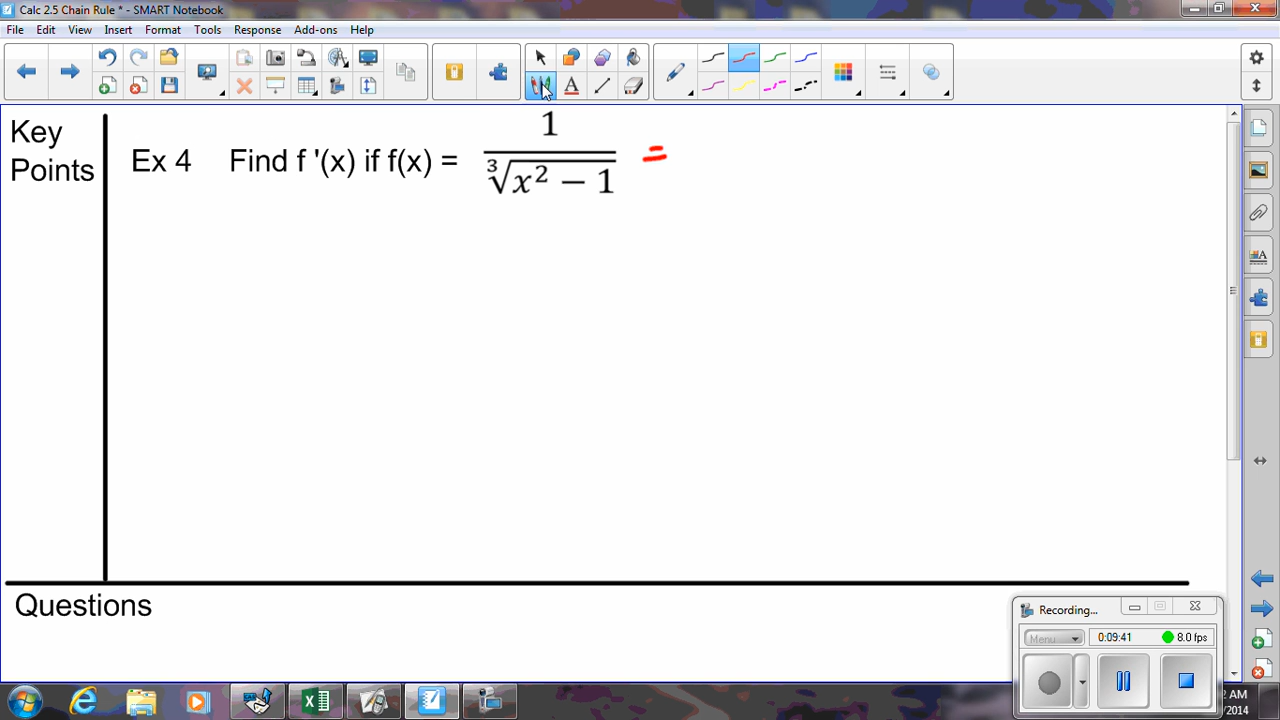 Calc 2.5 Chain Rule * - SMART Notebook
File Edit View Insert Format Tools Response Add-ons Help
Key
Points
Ex 4 Find f '(x) if f(x) = 1 / ∛(x² − 1) =
Questions
Recording...
Menu 0:09:41 8.0 fps
2 AM
/2014